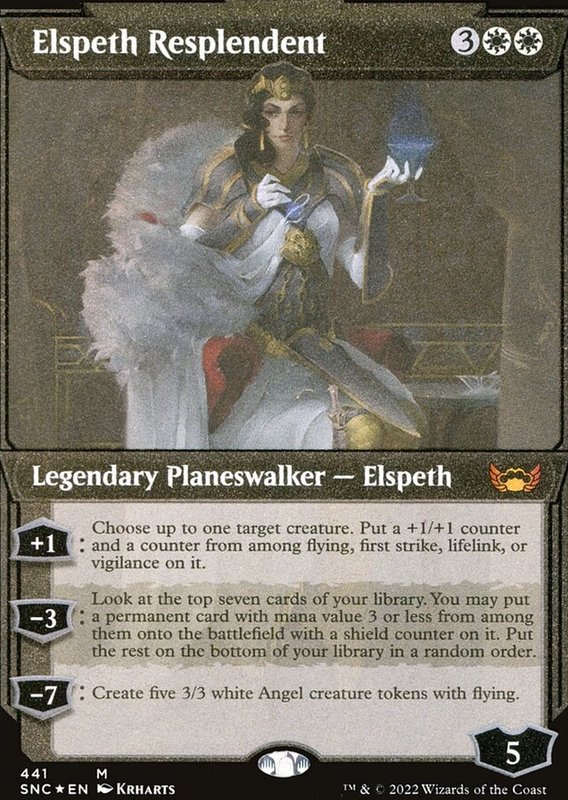 Elspeth Resplendent 3
Legendary Planeswalker — Elspeth
+1 : Choose up to one target creature. Put a +1/+1 counter
and a counter from among flying, first strike, lifelink, or
vigilance on it.
−3 : Look at the top seven cards of your library. You may put
a permanent card with mana value 3 or less from among
them onto the battlefield with a shield counter on it. Put
the rest on the bottom of your library in a random order.
−7 : Create five 3/3 white Angel creature tokens with flying.
5
441 M
SNC★EN Krharts
™ & © 2022 Wizards of the Coast